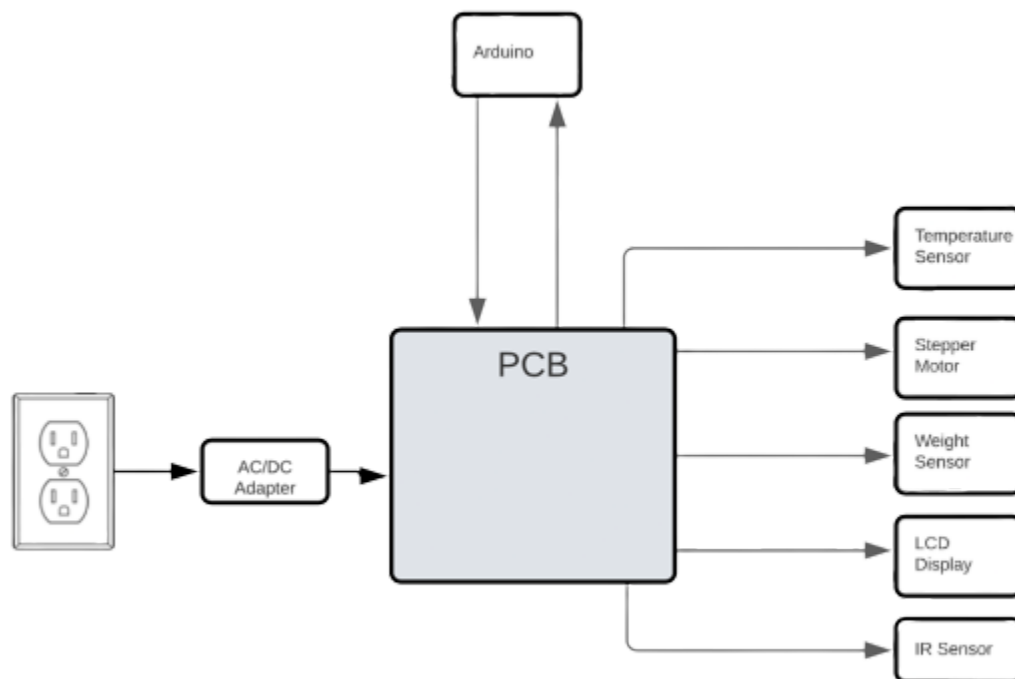 Arduino
Temperature
Sensor
PCB
Stepper
Motor
AC/DC
Adapter
Weight
Sensor
LCD
Display
IR Sensor